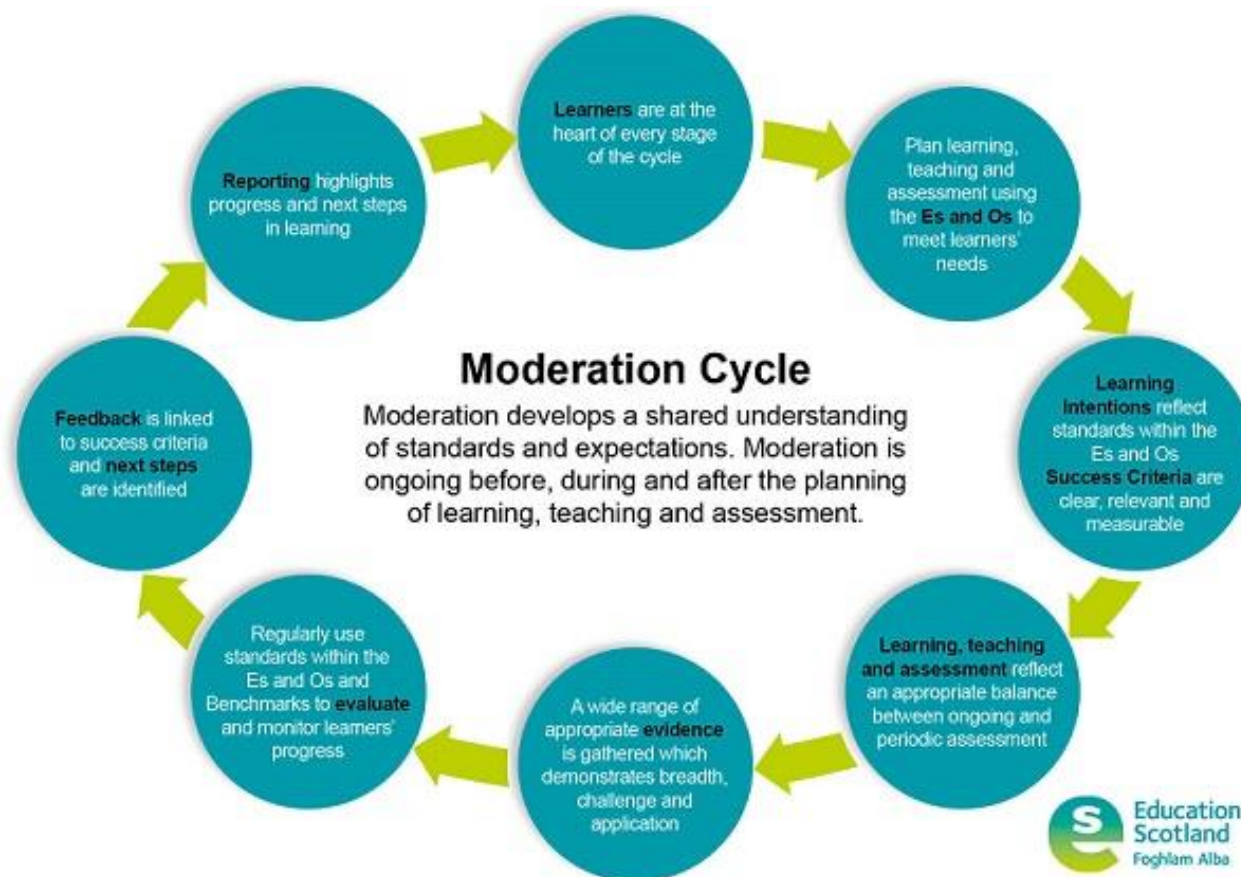 Learners are at the
heart of every stage
of the cycle
Plan learning,
teaching and
assessment using
the Es and Os to
meet learners'
needs
Learning
Intentions reflect
standards within the
Es and Os
Success Criteria are
clear, relevant and
measurable
Learning, teaching
and assessment reflect
an appropriate balance
between ongoing and
periodic assessment
A wide range of
appropriate evidence
is gathered which
demonstrates breadth,
challenge and
application
Regularly use
standards within the
Es and Os and
Benchmarks to evaluate
and monitor learners'
progress
Feedback is linked
to success criteria
and next steps
are identified
Reporting highlights
progress and next steps
in learning
Moderation Cycle
Moderation develops a shared understanding
of standards and expectations. Moderation is
ongoing before, during and after the planning
of learning, teaching and assessment.
Education
Scotland
Foghlam Alba